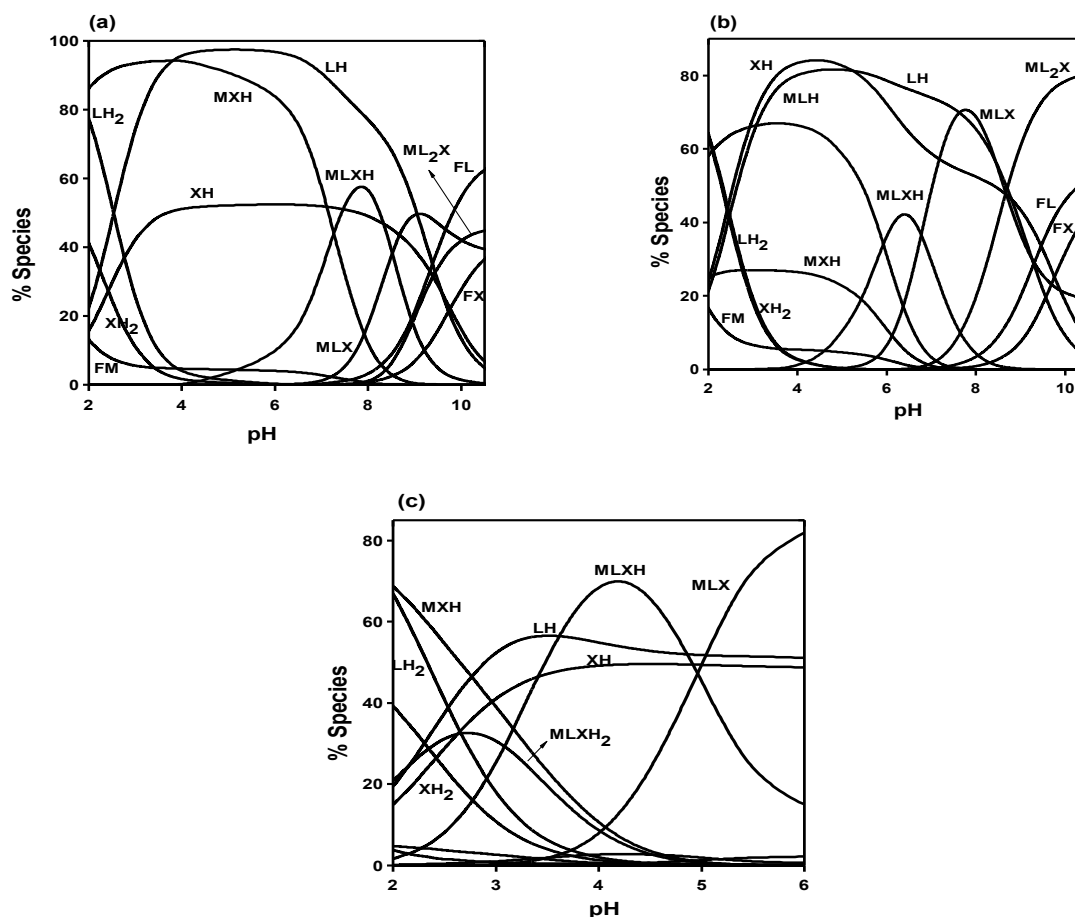 (a)
100
80
60
40
20
0
% Species
LH2
MXH
LH
XH
MLXH
ML2X
FL
XH2
FM
MLX
FX
2 4 6 8 10
pH
(b)
80
60
40
20
0
% Species
XH
MLH
LH
MLX
ML2X
MLXH
FL
FX
LH2
MXH
XH2
FM
2 4 6 8 10
pH
(c)
80
60
40
20
0
% Species
MXH
LH
MLXH
MLX
LH2
XH
MLXH2
XH2
2 3 4 5 6
pH